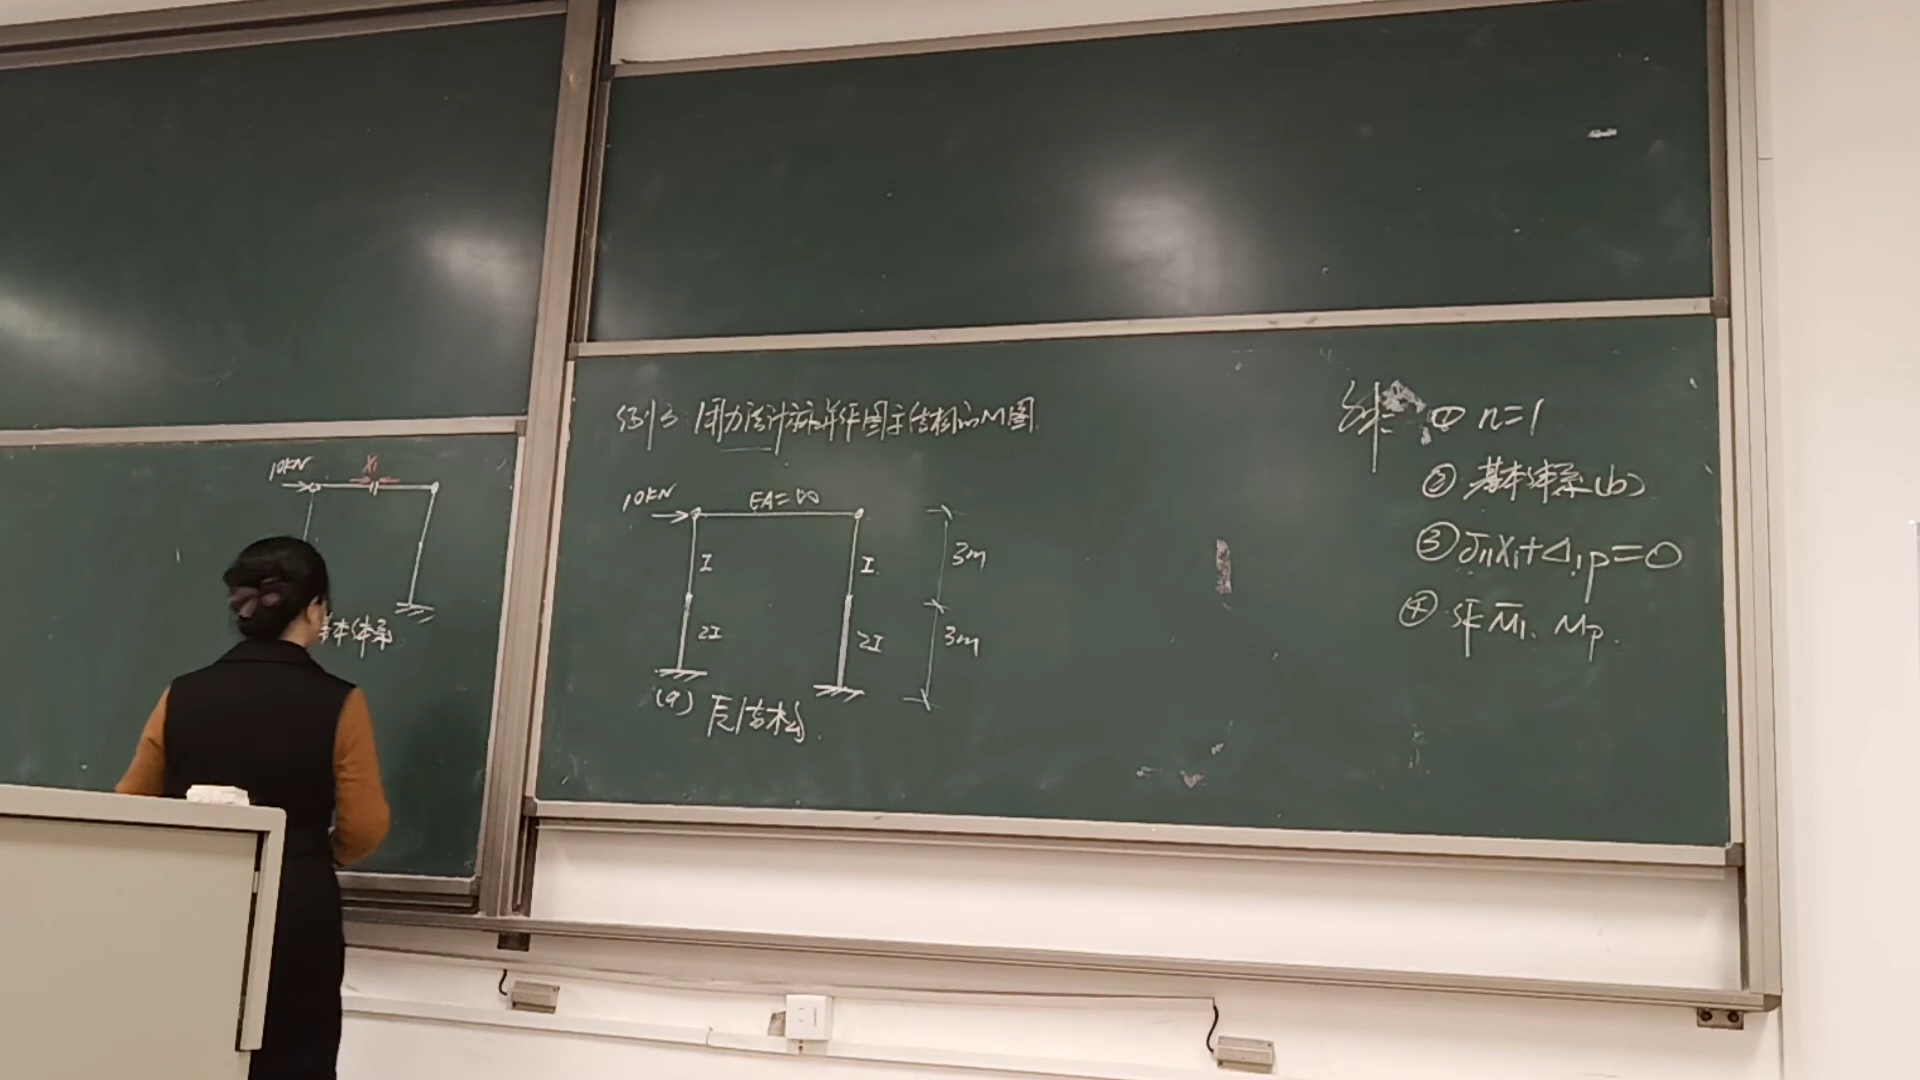 10KN
X₁
基本体系
例3 用力法计算并作图示结构的M图
10KN
EA=∞
I
I
3m
2I
2I
3m
(a) 原结构
解: ① n=1
② 基本体系(b)
③ δ₁₁X₁+Δ₁p=0
④ 作M̄₁、Mp.